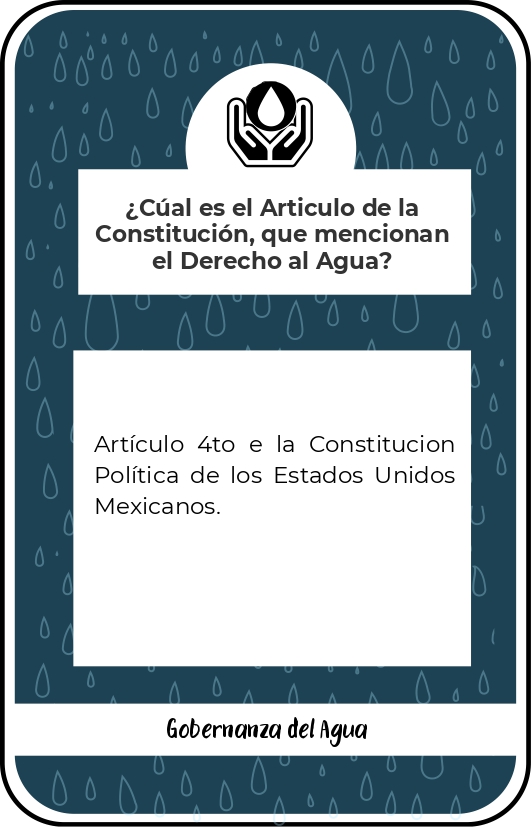 ¿Cúal es el Articulo de la
Constitución, que mencionan
el Derecho al Agua?
Artículo 4to e la Constitucion
Política de los Estados Unidos
Mexicanos.
Gobernanza del Agua